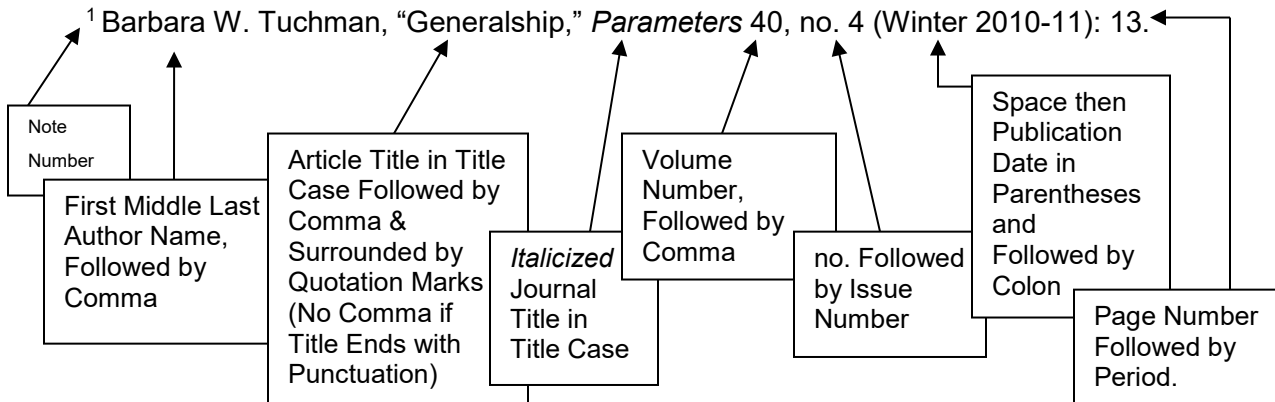 1 Barbara W. Tuchman, “Generalship,” Parameters 40, no. 4 (Winter 2010-11): 13.
Note
Number
First Middle Last
Author Name,
Followed by
Comma
Article Title in Title
Case Followed by
Comma &
Surrounded by
Quotation Marks
(No Comma if
Title Ends with
Punctuation)
Italicized
Journal
Title in
Title Case
Volume
Number,
Followed by
Comma
no. Followed
by Issue
Number
Space then
Publication
Date in
Parentheses
and
Followed by
Colon
Page Number
Followed by
Period.